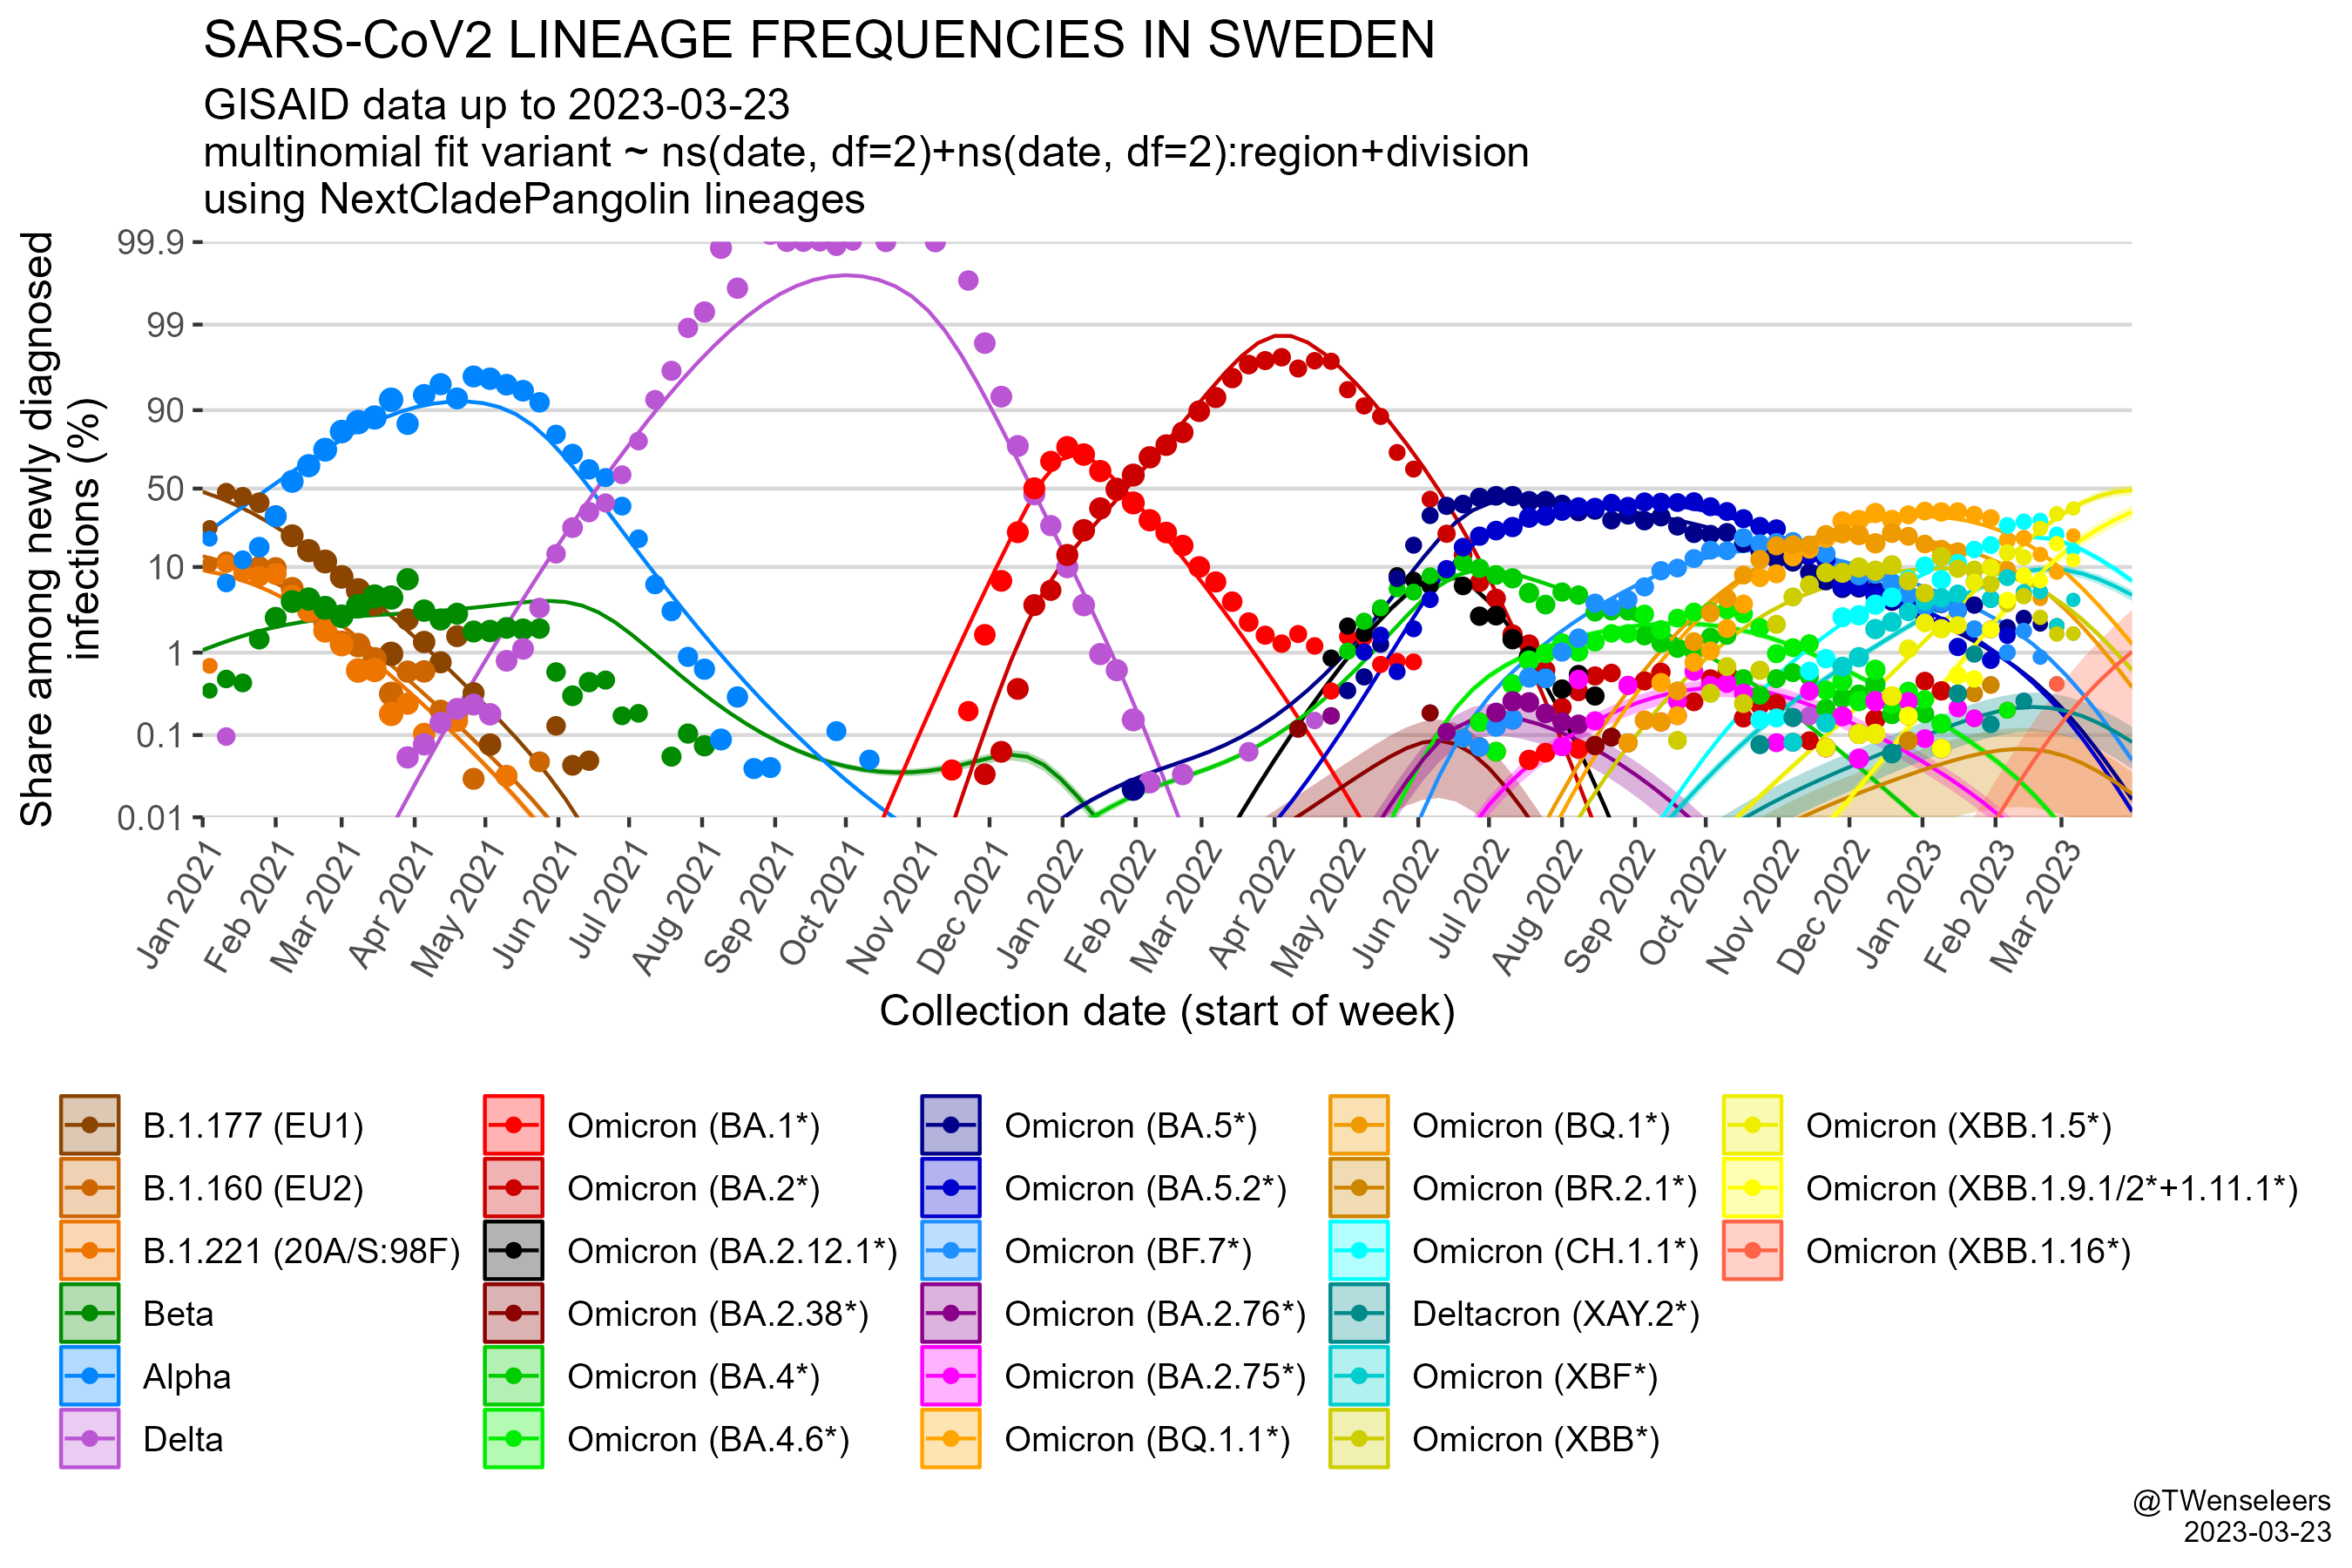 SARS-CoV2 LINEAGE FREQUENCIES IN SWEDEN
GISAID data up to 2023-03-23
multinomial fit variant ~ ns(date, df=2)+ns(date, df=2):region+division
using NextCladePangolin lineages
Share among newly diagnosed
infections (%)
99.9
99
90
50
10
1
0.1
0.01
Jan 2021
Feb 2021
Mar 2021
Apr 2021
May 2021
Jun 2021
Jul 2021
Aug 2021
Sep 2021
Oct 2021
Nov 2021
Dec 2021
Jan 2022
Feb 2022
Mar 2022
Apr 2022
May 2022
Jun 2022
Jul 2022
Aug 2022
Sep 2022
Oct 2022
Nov 2022
Dec 2022
Jan 2023
Feb 2023
Mar 2023
Collection date (start of week)
B.1.177 (EU1)
B.1.160 (EU2)
B.1.221 (20A/S:98F)
Beta
Alpha
Delta
Omicron (BA.1*)
Omicron (BA.2*)
Omicron (BA.2.12.1*)
Omicron (BA.2.38*)
Omicron (BA.4*)
Omicron (BA.4.6*)
Omicron (BA.5*)
Omicron (BA.5.2*)
Omicron (BF.7*)
Omicron (BA.2.76*)
Omicron (BA.2.75*)
Omicron (BQ.1.1*)
Omicron (BQ.1*)
Omicron (BR.2.1*)
Omicron (CH.1.1*)
Deltacron (XAY.2*)
Omicron (XBF*)
Omicron (XBB*)
Omicron (XBB.1.5*)
Omicron (XBB.1.9.1/2*+1.11.1*)
Omicron (XBB.1.16*)
@TWenseleers
2023-03-23